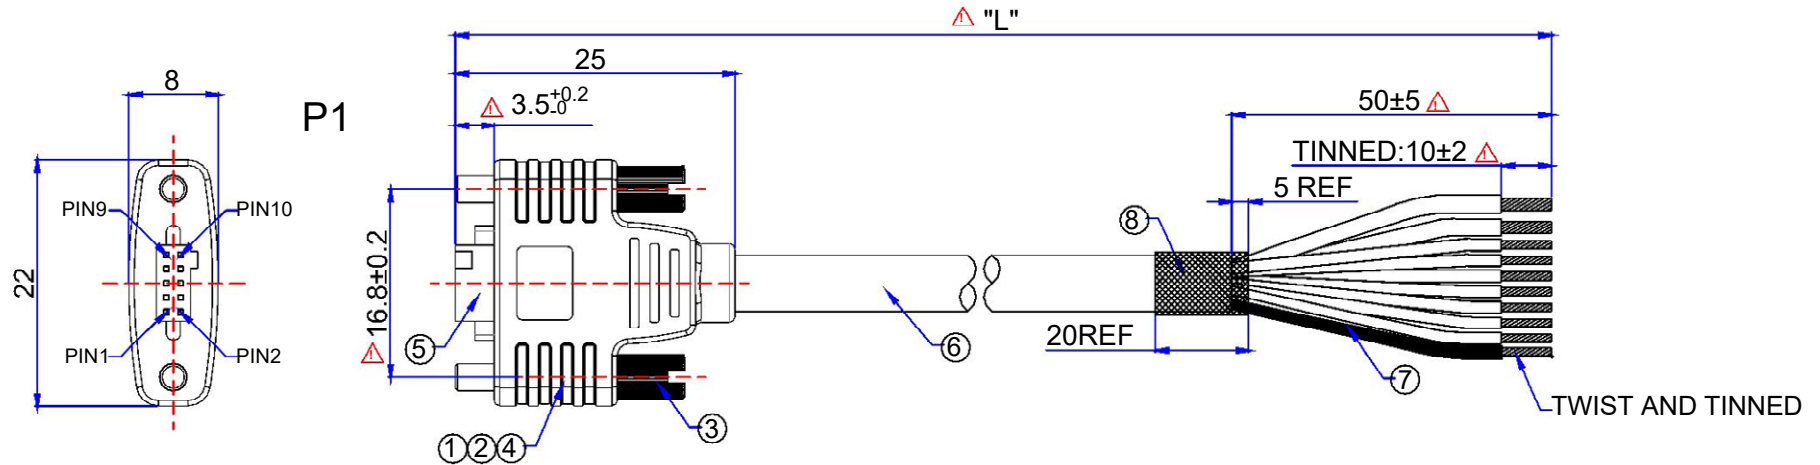 "L"
25
8
3.5+0.2-0
P1
50±5
TINNED:10±2
5 REF
PIN9
PIN10
8
22
16.8±0.2
5
6
20REF
PIN1
PIN2
7
TWIST AND TINNED
3
1 2 4